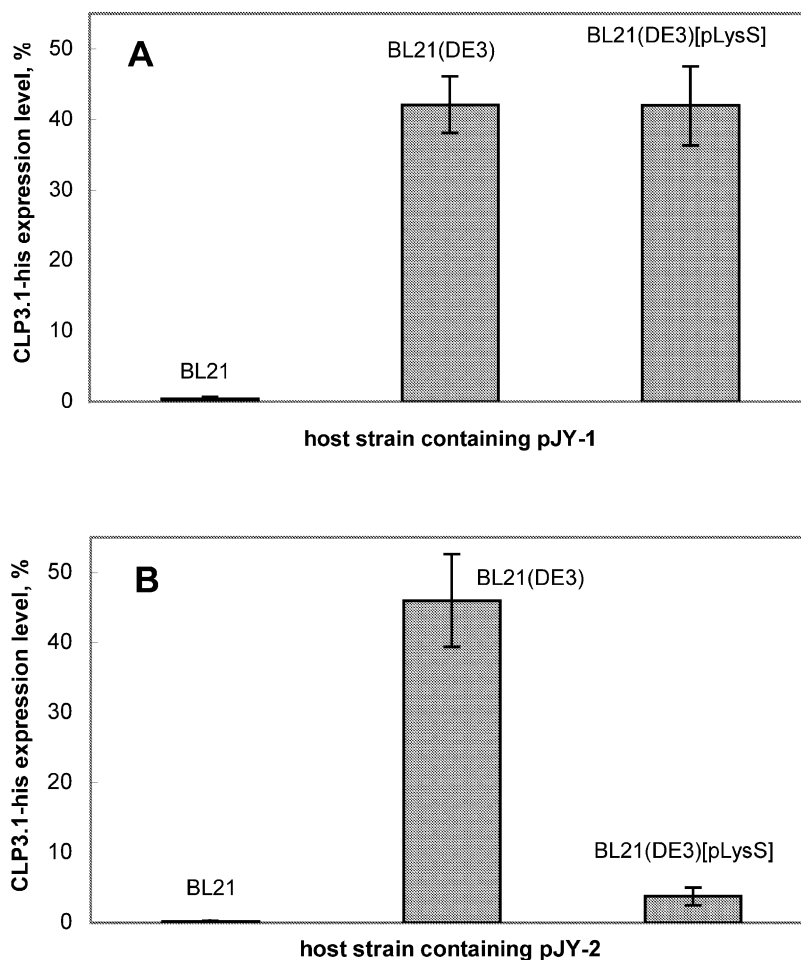 A
CLP3.1-his expression level, %
50
40
30
20
10
0
BL21
BL21(DE3)
BL21(DE3)[pLysS]
host strain containing pJY-1
B
CLP3.1-his expression level, %
50
40
30
20
10
0
BL21
BL21(DE3)
BL21(DE3)[pLysS]
host strain containing pJY-2